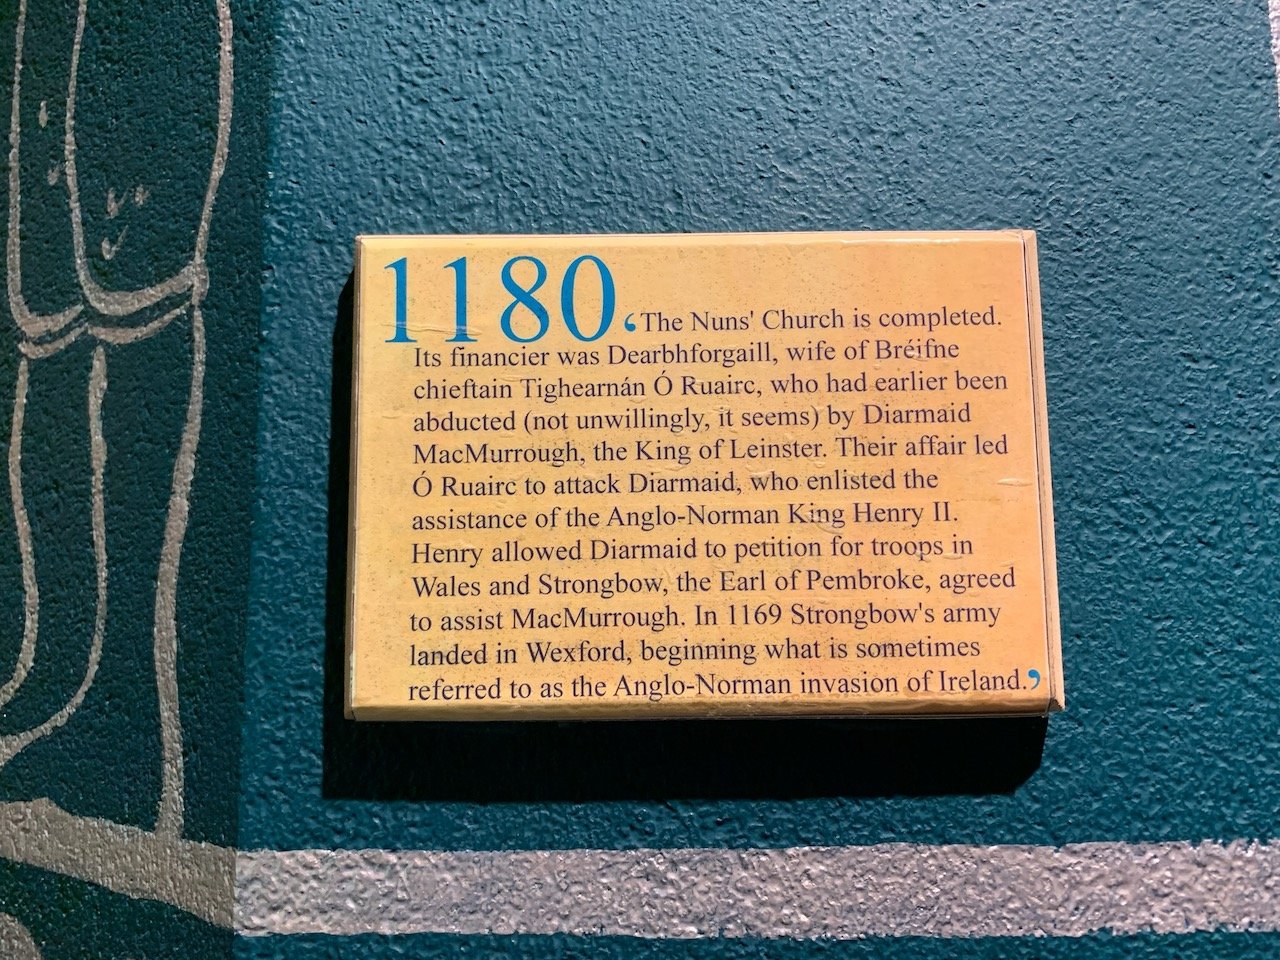 1180 ‘The Nuns' Church is completed.
Its financier was Dearbhforgaill, wife of Bréifne
chieftain Tighearnán Ó Ruairc, who had earlier been
abducted (not unwillingly, it seems) by Diarmaid
MacMurrough, the King of Leinster. Their affair led
Ó Ruairc to attack Diarmaid, who enlisted the
assistance of the Anglo-Norman King Henry II.
Henry allowed Diarmaid to petition for troops in
Wales and Strongbow, the Earl of Pembroke, agreed
to assist MacMurrough. In 1169 Strongbow's army
landed in Wexford, beginning what is sometimes
referred to as the Anglo-Norman invasion of Ireland.’